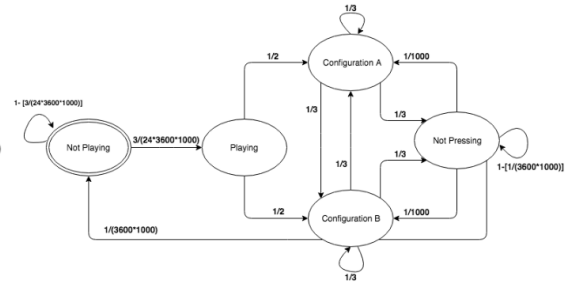 1/3
1/2
Configuration A
1/1000
1- [3/(24*3600*1000)]
1/3
1/3
Not Playing
3/(24*3600*1000)
Playing
Not Pressing
1/3
1/3
1-[1/(3600*1000)]
1/2
Configuration B
1/1000
1/(3600*1000)
1/3